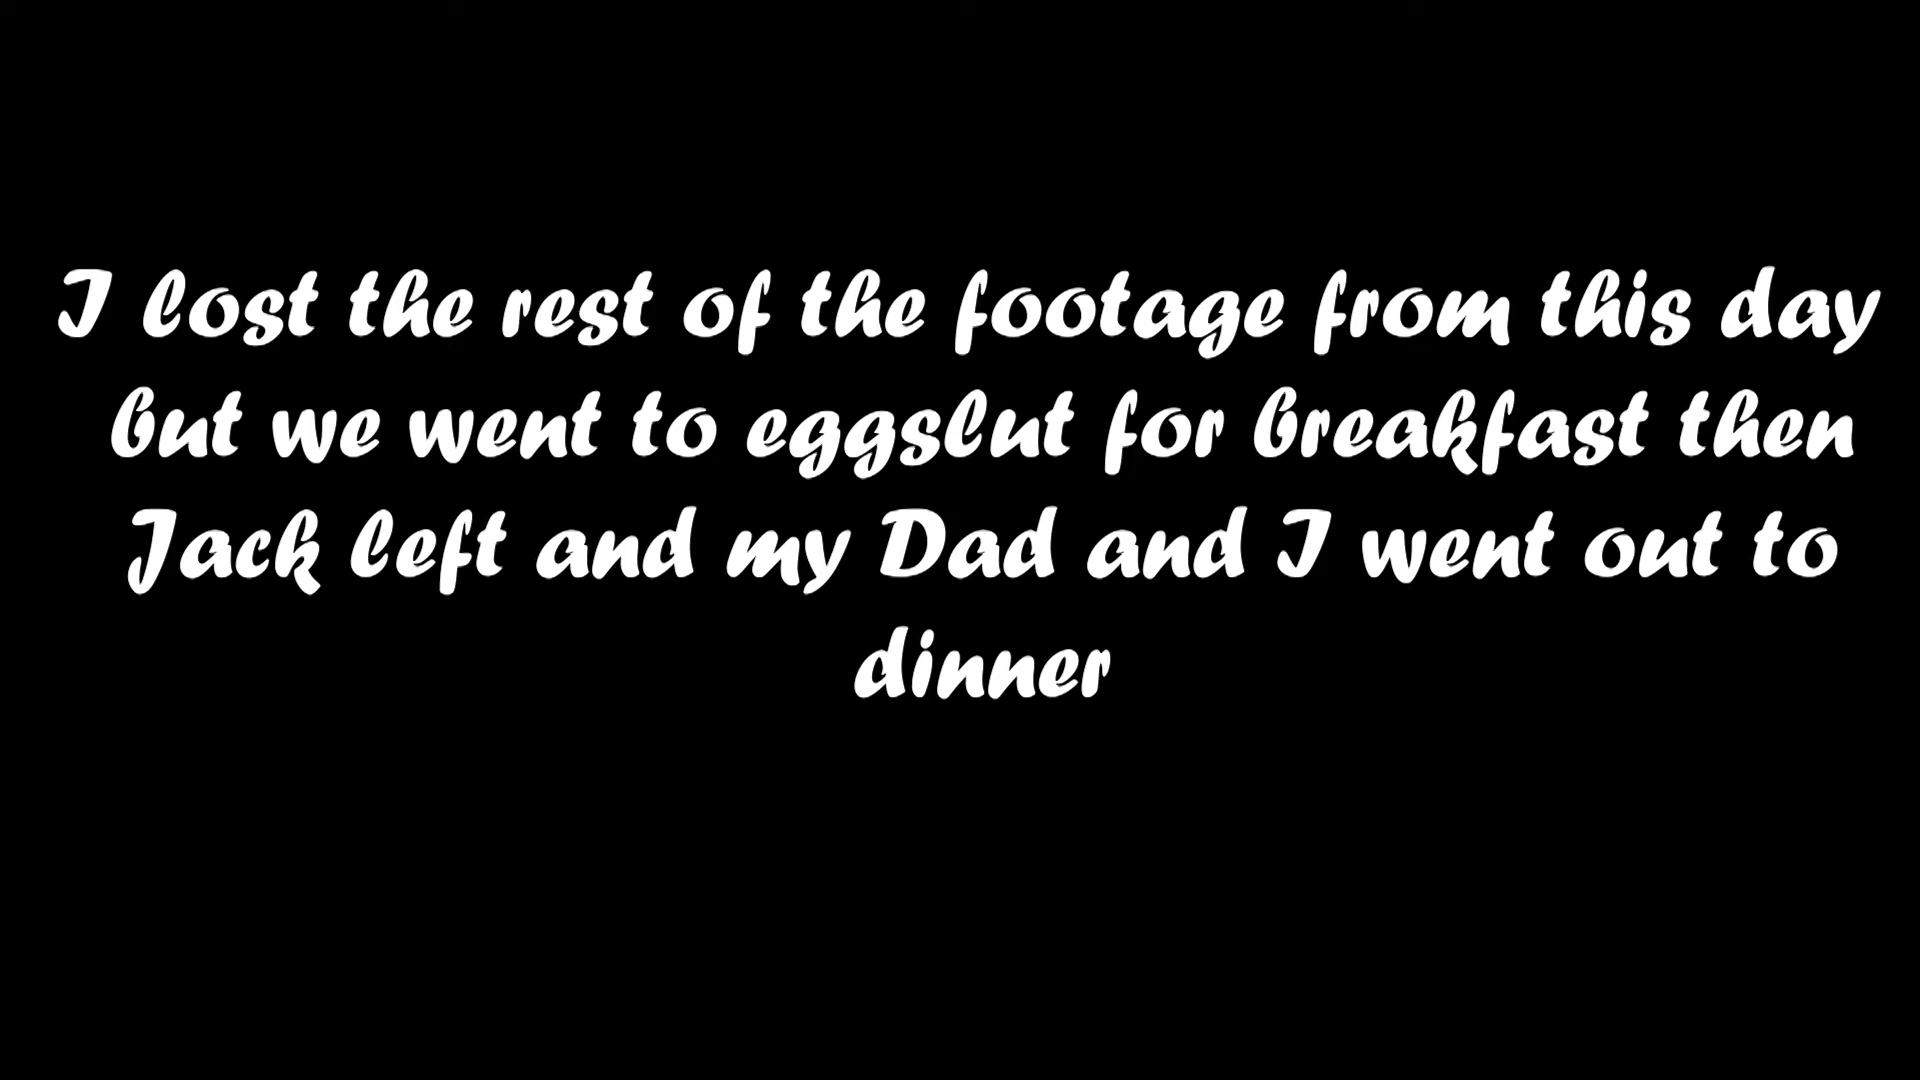 I lost the rest of the footage from this day
but we went to eggslut for breakfast then
Jack left and my Dad and I went out to
dinner